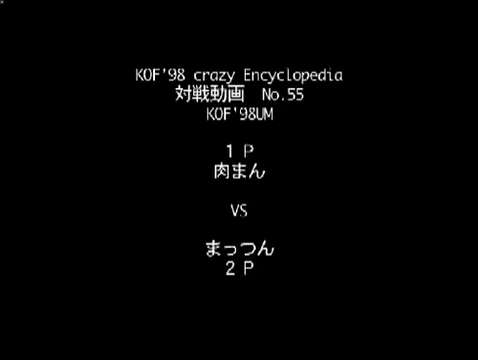 KOF'98 crazy Encyclopedia
対戦動画　No.55
KOF'98UM
１Ｐ
肉まん
VS
まっつん
２Ｐ